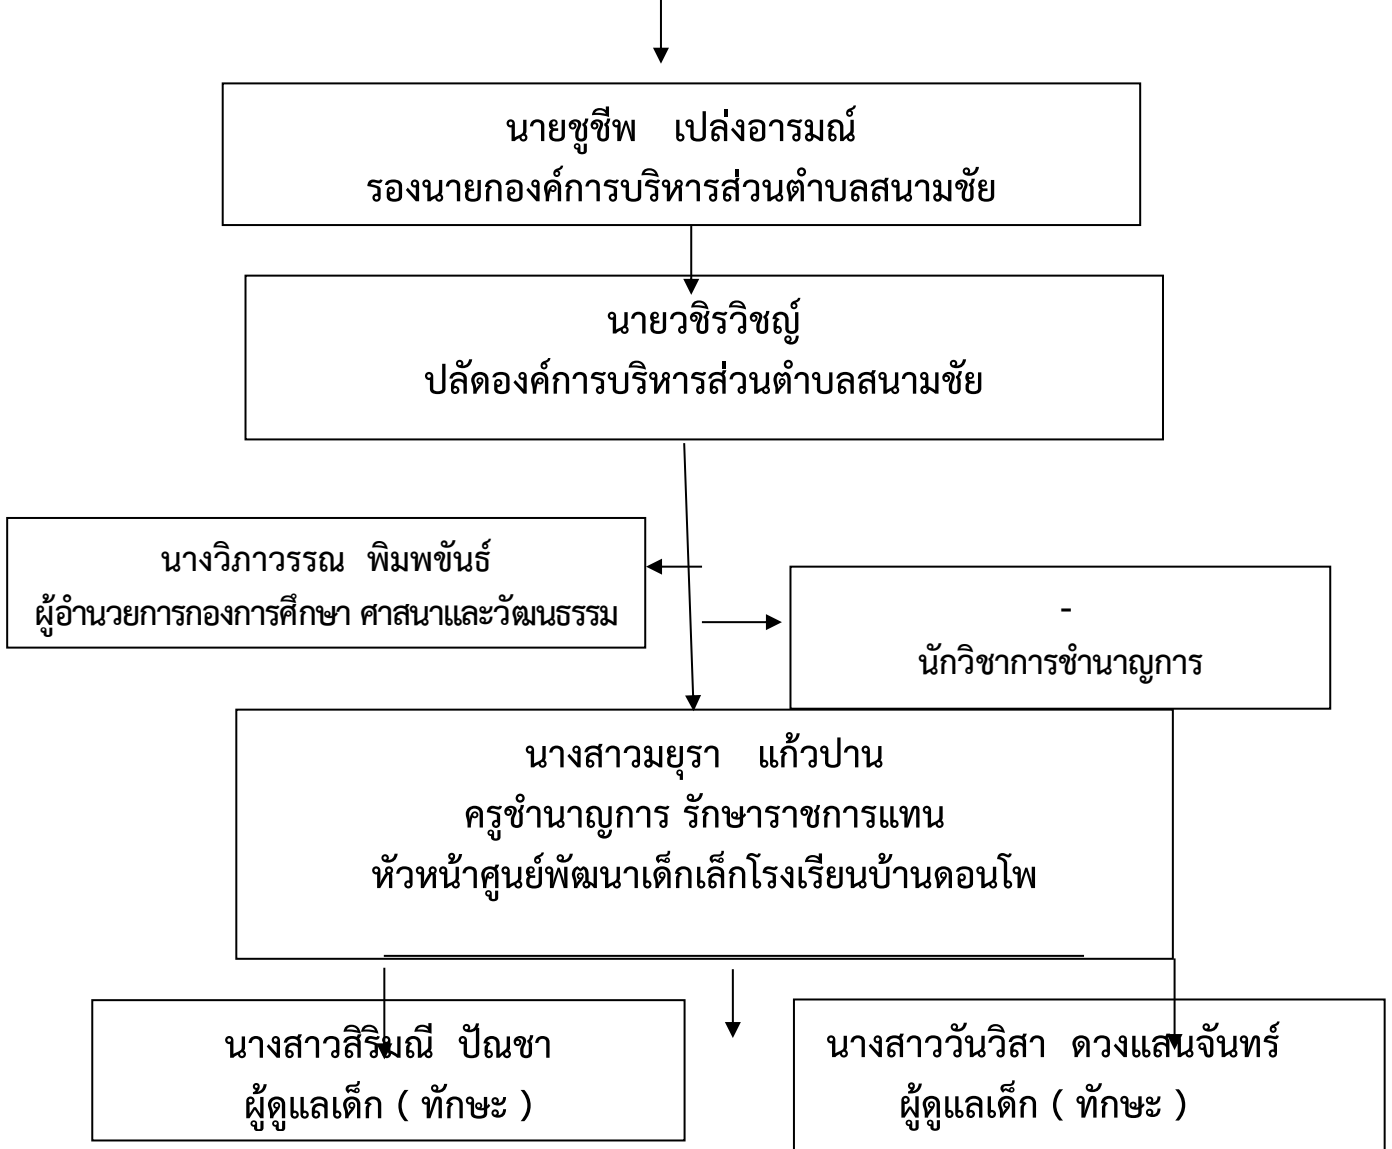 นายชูชีพ เปล่งอารมณ์
รองนายกองค์การบริหารส่วนตำบลสนามชัย
นายวชิรวิชญ์
ปลัดองค์การบริหารส่วนตำบลสนามชัย
นางวิภาวรรณ พิมพขันธ์
ผู้อำนวยการกองการศึกษา ศาสนาและวัฒนธรรม
-
นักวิชาการชำนาญการ
นางสาวมยุรา แก้วปาน
ครูชำนาญการ รักษาราชการแทน
หัวหน้าศูนย์พัฒนาเด็กเล็กโรงเรียนบ้านดอนโพ
นางสาวสิริมณี ปัณชา
ผู้ดูแลเด็ก ( ทักษะ )
นางสาววันวิสา ดวงแสนจันทร์
ผู้ดูแลเด็ก ( ทักษะ )